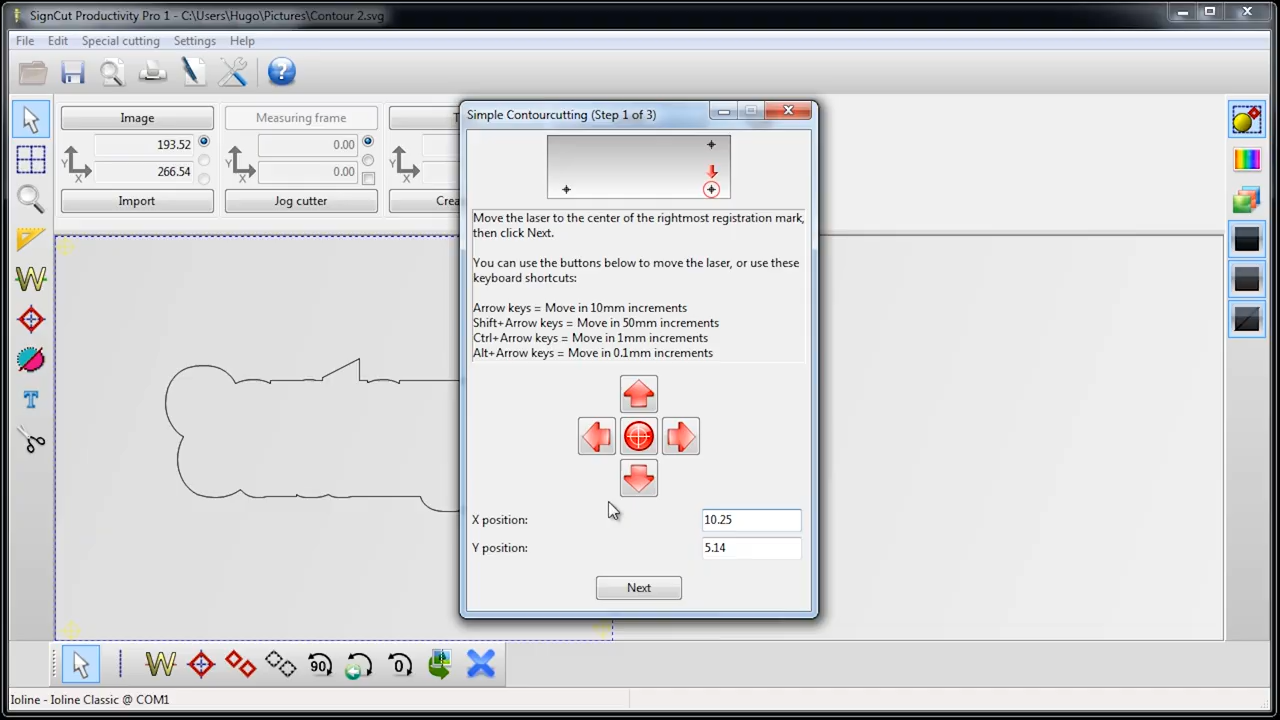 SignCut Productivity Pro 1 - C:\Users\Hugo\Pictures\Contour 2.svg
File Edit Special cutting Settings Help
Image
Measuring frame
193.52
266.54
0.00
0.00
Import
Jog cutter
Simple Contourcutting (Step 1 of 3)
Move the laser to the center of the rightmost registration mark,
then click Next.
You can use the buttons below to move the laser, or use these
keyboard shortcuts:
Arrow keys = Move in 10mm increments
Shift+Arrow keys = Move in 50mm increments
Ctrl+Arrow keys = Move in 1mm increments
Alt+Arrow keys = Move in 0.1mm increments
X position: 10.25
Y position: 5.14
Next
90
0
Ioline - Ioline Classic @ COM1